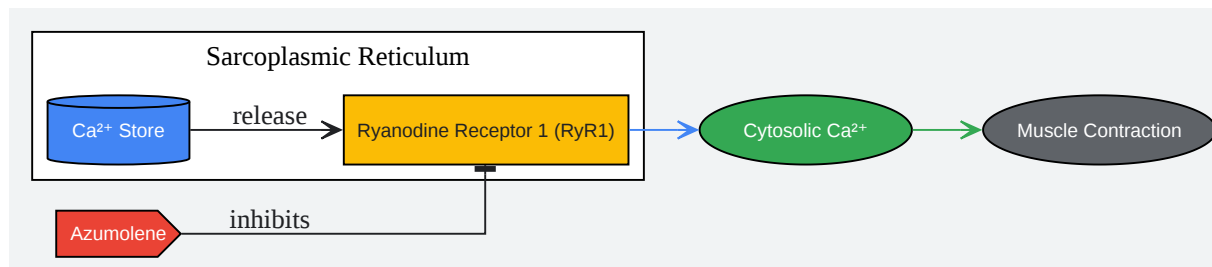 Sarcoplasmic Reticulum
Ca²⁺ Store
release
Ryanodine Receptor 1 (RyR1)
Cytosolic Ca²⁺
Muscle Contraction
Azumolene
inhibits